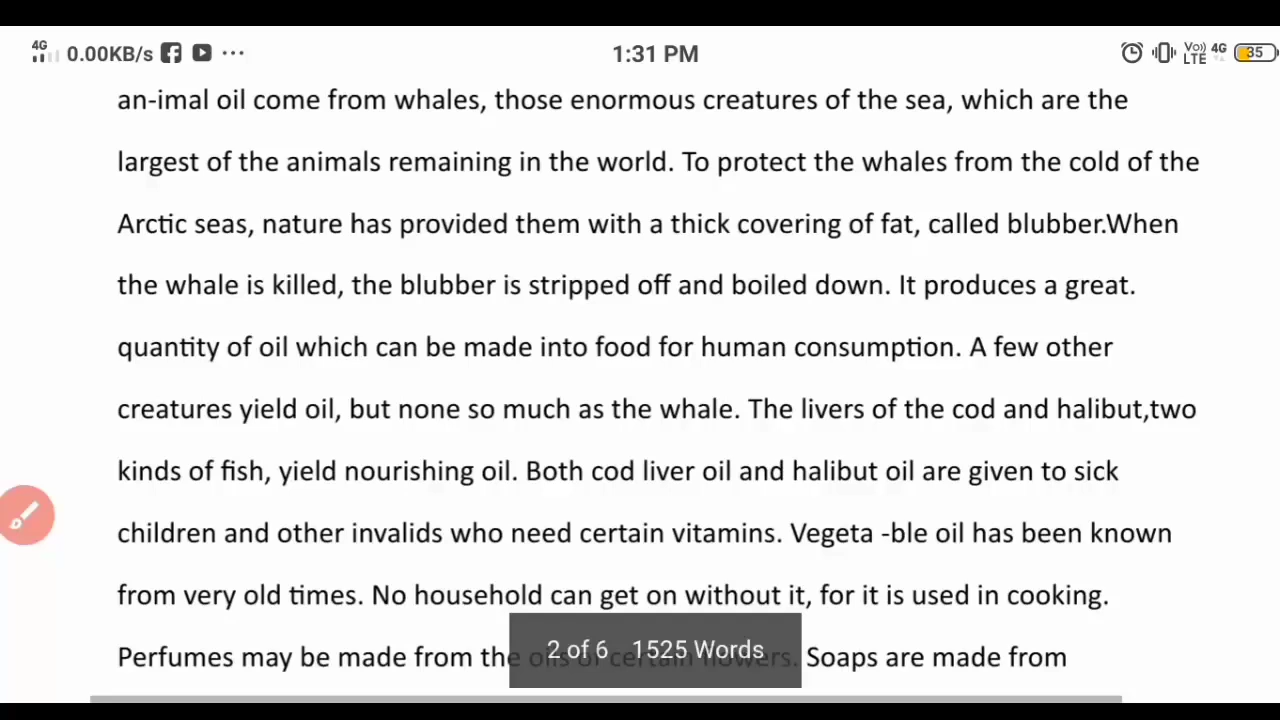 4G 0.00KB/s ... 1:31 PM Vo)) LTE 4G 35
an-imal oil come from whales, those enormous creatures of the sea, which are the
largest of the animals remaining in the world. To protect the whales from the cold of the
Arctic seas, nature has provided them with a thick covering of fat, called blubber.When
the whale is killed, the blubber is stripped off and boiled down. It produces a great.
quantity of oil which can be made into food for human consumption. A few other
creatures yield oil, but none so much as the whale. The livers of the cod and halibut,two
kinds of fish, yield nourishing oil. Both cod liver oil and halibut oil are given to sick
children and other invalids who need certain vitamins. Vegeta -ble oil has been known
from very old times. No household can get on without it, for it is used in cooking.
Perfumes may be made from the oils of certain flowers. Soaps are made from
2 of 6 1525 Words